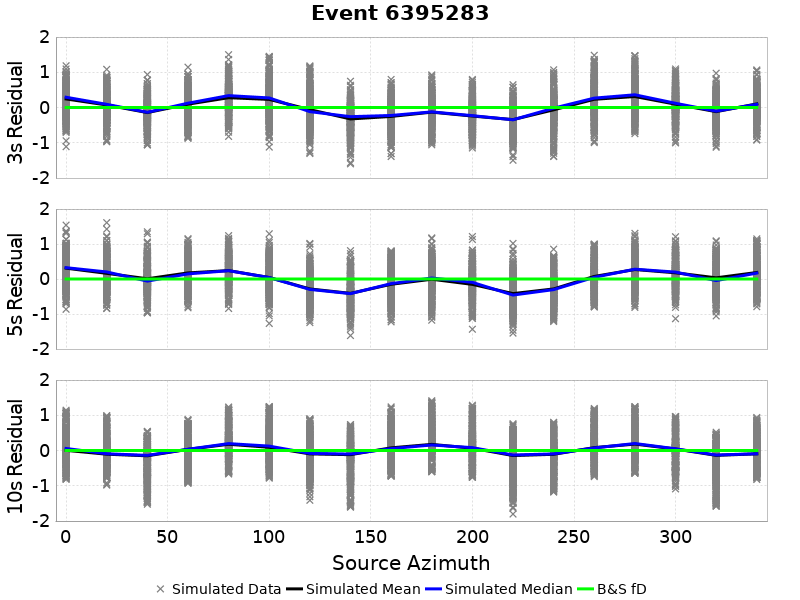 Event 6395283
2
1
0
-1
-2
3s Residual
2
1
0
-1
-2
5s Residual
2
1
0
-1
-2
10s Residual
0 50 100 150 200 250 300
Source Azimuth
Simulated Data Simulated Mean Simulated Median B&S fD